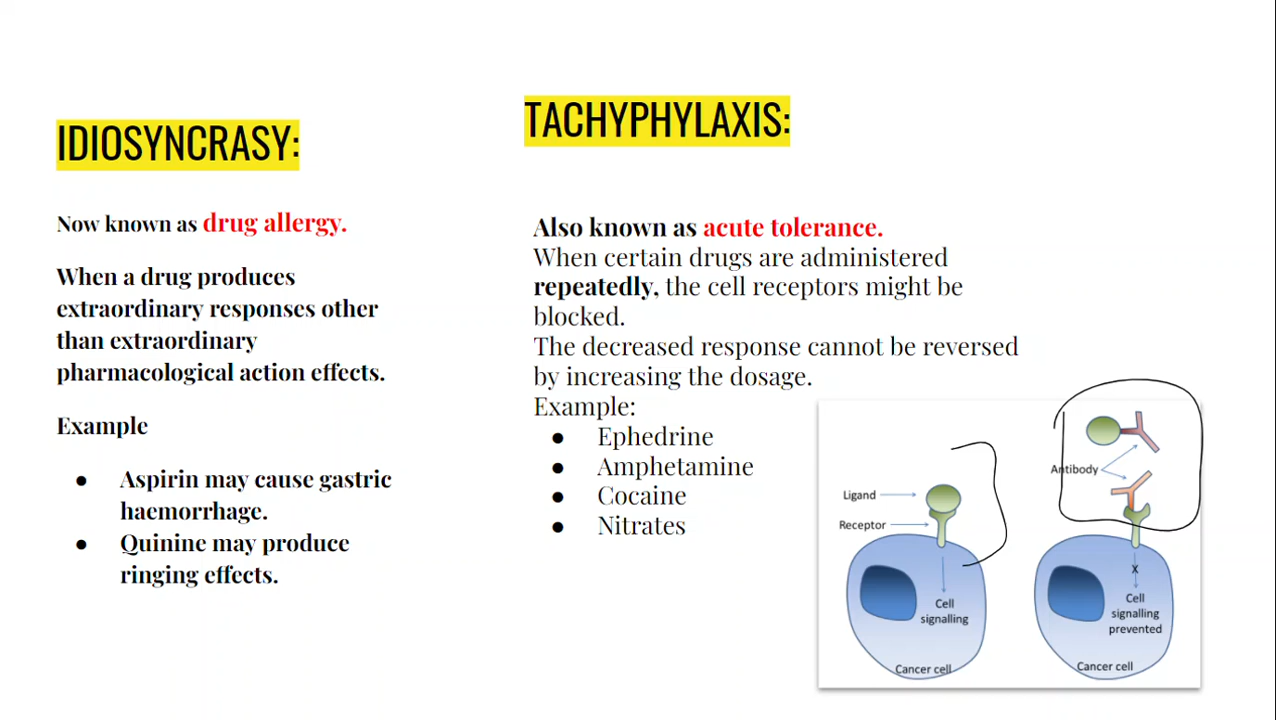 IDIOSYNCRASY:
Now known as drug allergy.
When a drug produces
extraordinary responses other
than extraordinary
pharmacological action effects.
Example
● Aspirin may cause gastric
haemorrhage.
● Quinine may produce
ringing effects.
TACHYPHYLAXIS:
Also known as acute tolerance.
When certain drugs are administered
repeatedly, the cell receptors might be
blocked.
The decreased response cannot be reversed
by increasing the dosage.
Example:
● Ephedrine
● Amphetamine
● Cocaine
● Nitrates
Ligand
Receptor
Cell
signalling
Cancer cell
Antibody
X
Cell
signalling
prevented
Cancer cell